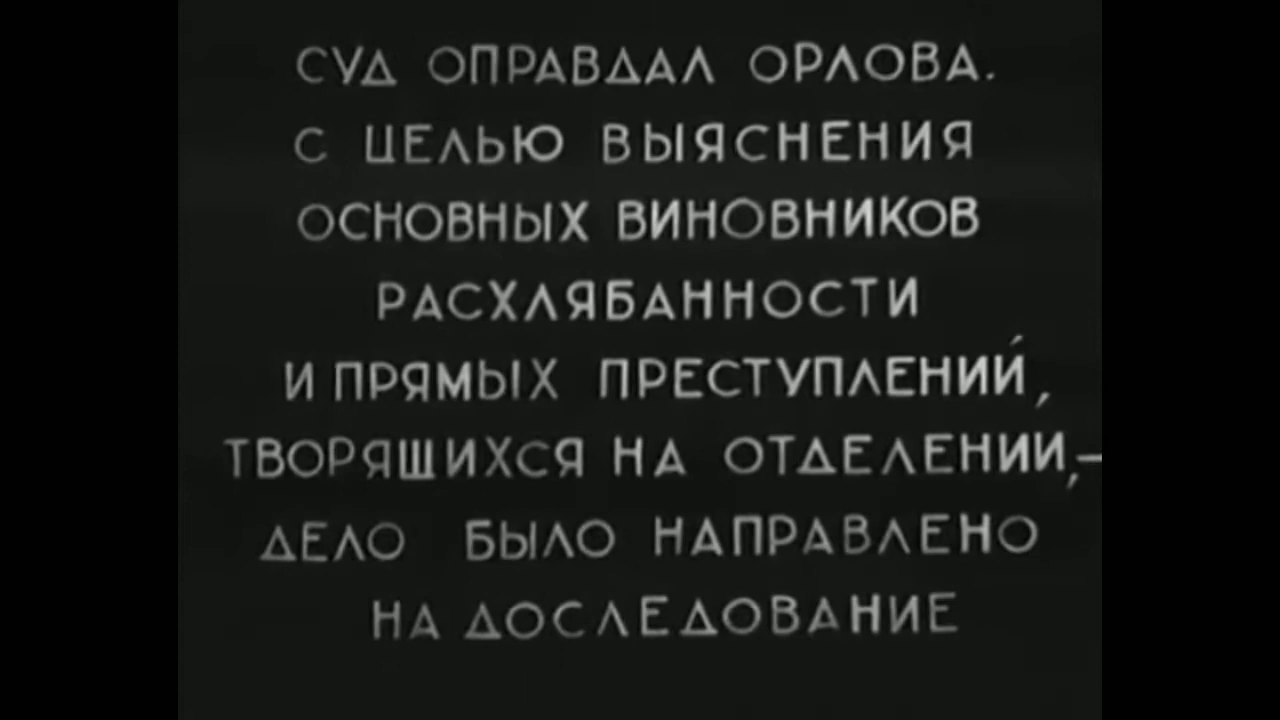 СУД ОПРАВДАЛ ОРЛОВА.
С ЦЕЛЬЮ ВЫЯСНЕНИЯ
ОСНОВНЫХ ВИНОВНИКОВ
РАСХЛЯБАННОСТИ
И ПРЯМЫХ ПРЕСТУПЛЕНИЙ,
ТВОРЯЩИХСЯ НА ОТДЕЛЕНИИ,—
ДЕЛО БЫЛО НАПРАВЛЕНО
НА ДОСЛЕДОВАНИЕ